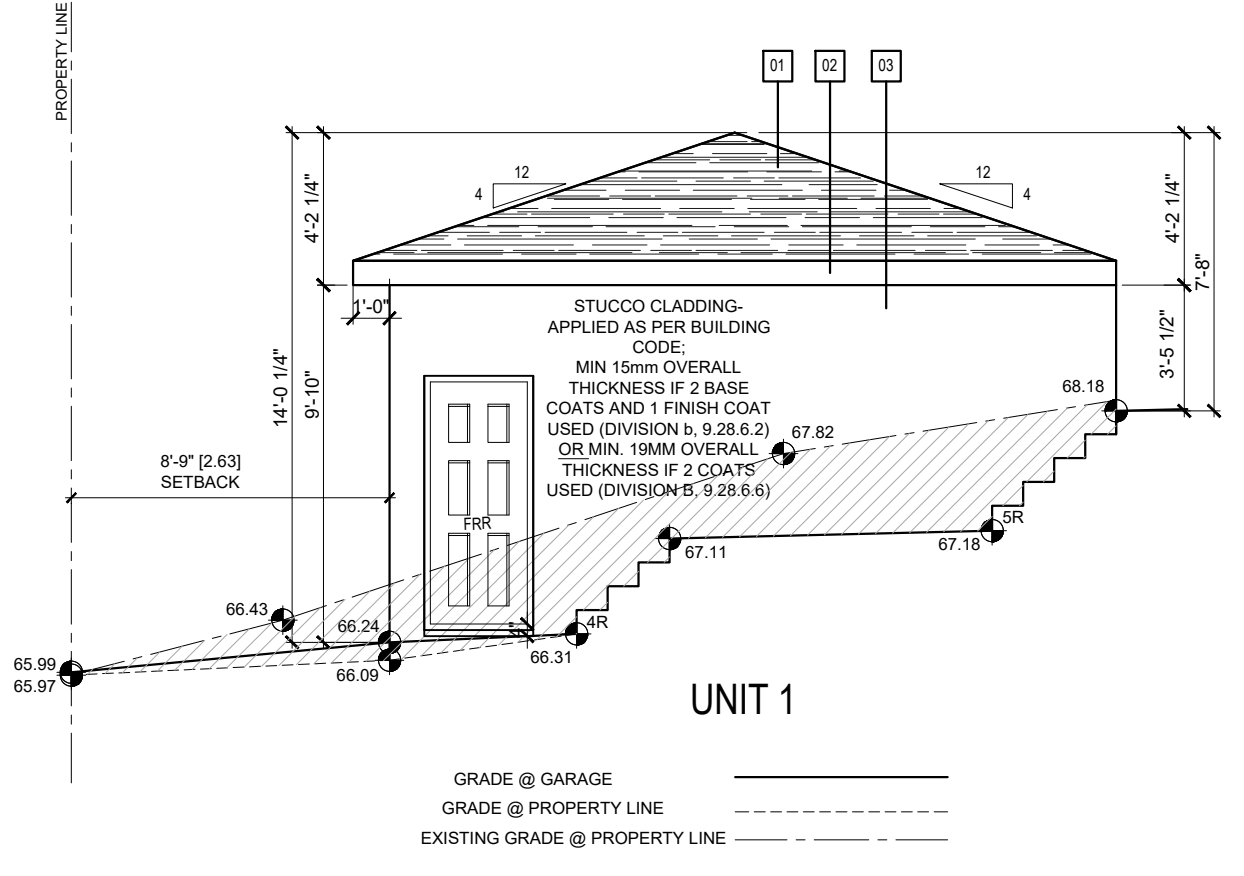 PROPERTY LINE
01
02
03
12
4
12
4
4'-2 1/4"
4'-2 1/4"
7'-8"
1'-0"
14'-0 1/4"
9'-10"
3'-5 1/2"
STUCCO CLADDING-
APPLIED AS PER BUILDING
CODE;
MIN 15mm OVERALL
THICKNESS IF 2 BASE
COATS AND 1 FINISH COAT
USED (DIVISION b, 9.28.6.2)
OR MIN. 19MM OVERALL
THICKNESS IF 2 COATS
USED (DIVISION B, 9.28.6.6)
68.18
67.82
8'-9" [2.63]
SETBACK
FRR
5R
67.11
67.18
66.43
66.24
4R
66.31
65.99
65.97
66.09
UNIT 1
GRADE @ GARAGE
GRADE @ PROPERTY LINE
EXISTING GRADE @ PROPERTY LINE